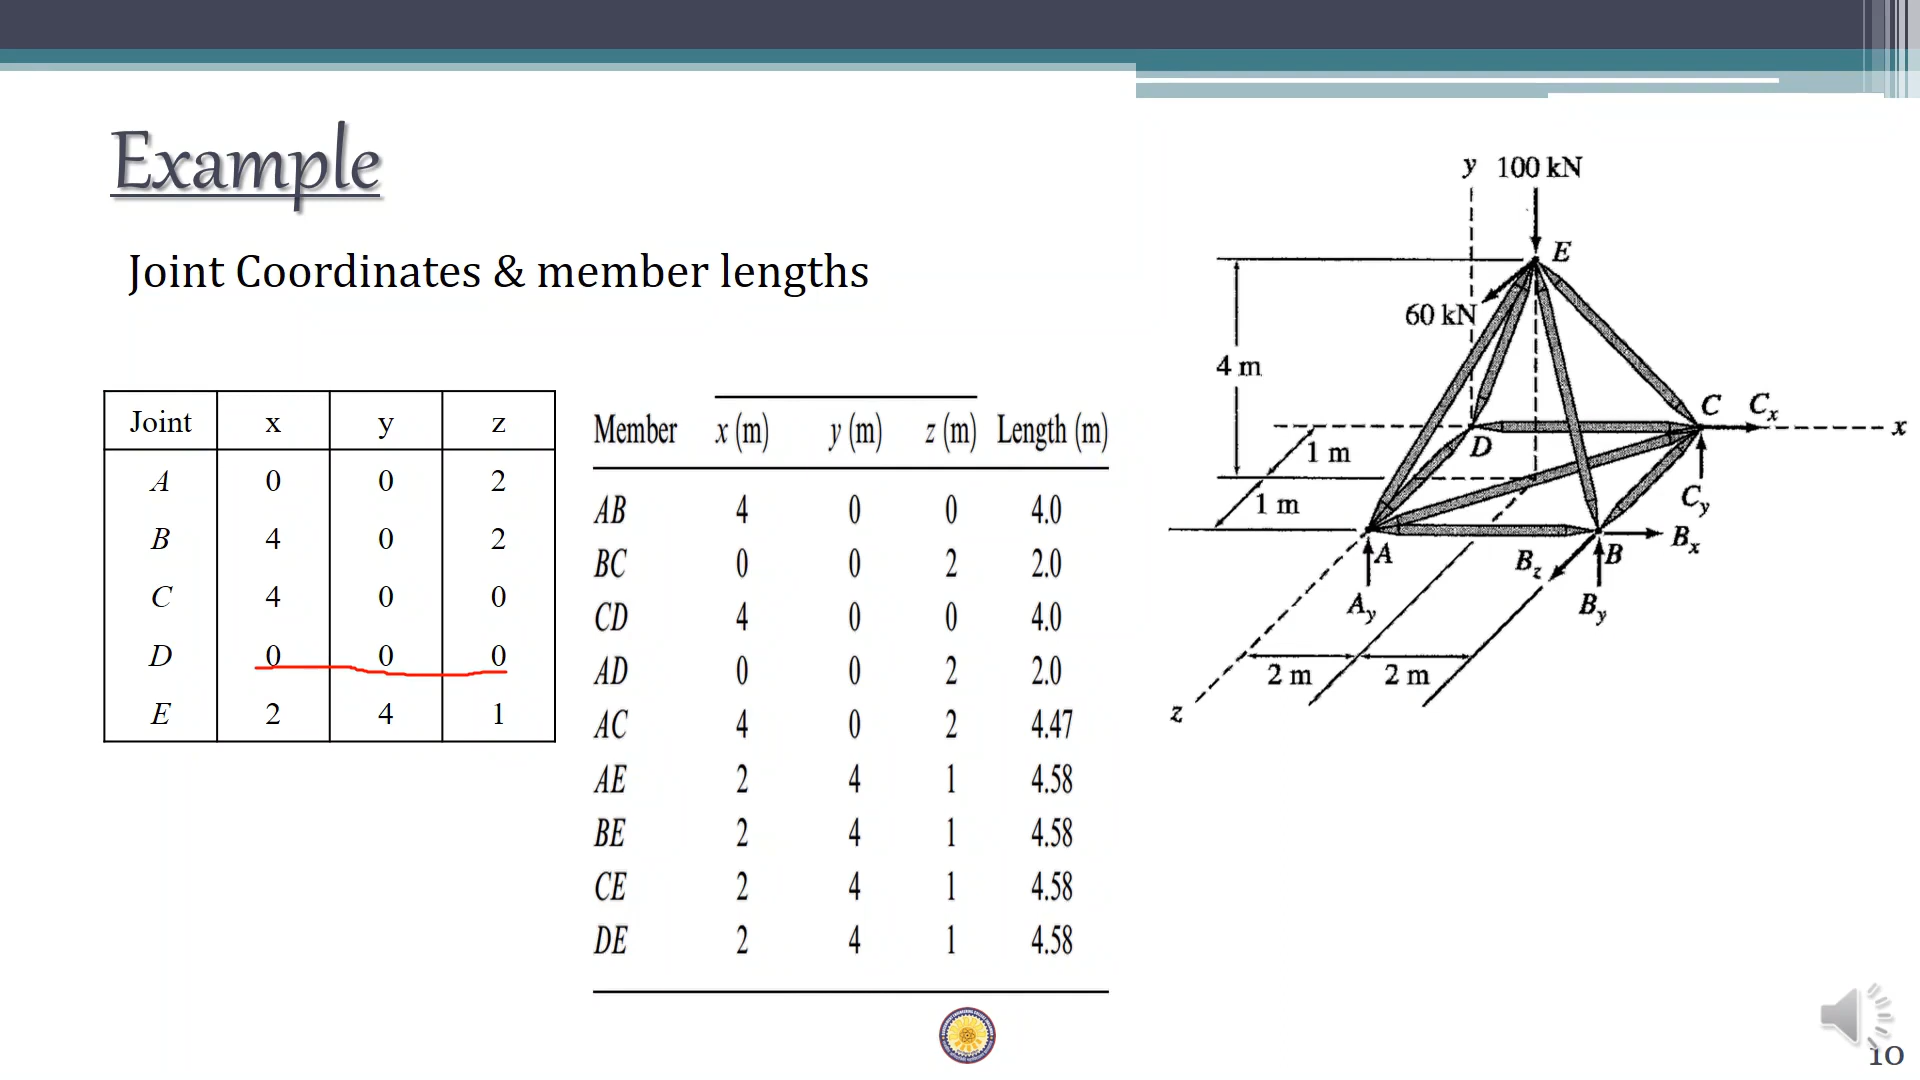 Example
Joint Coordinates & member lengths
Joint x y z
A 0 0 2
B 4 0 2
C 4 0 0
D 0 0 0
E 2 4 1
Member x (m) y (m) z (m) Length (m)
AB 4 0 0 4.0
BC 0 0 2 2.0
CD 4 0 0 4.0
AD 0 0 2 2.0
AC 4 0 2 4.47
AE 2 4 1 4.58
BE 2 4 1 4.58
CE 2 4 1 4.58
DE 2 4 1 4.58
y 100 kN
E
60 kN
4 m
C Cx
x
D
1 m
1 m
Cy
A
Bz
B
Bx
Ay
By
2 m 2 m
z
10